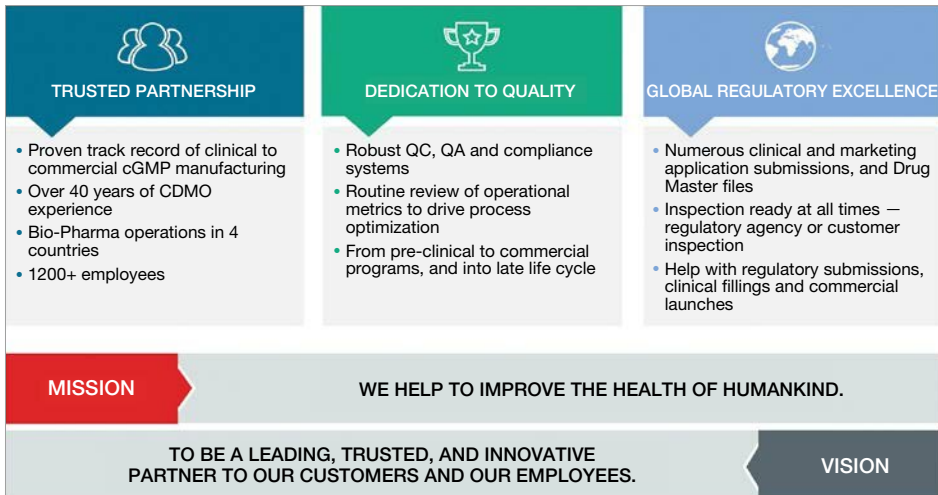 TRUSTED PARTNERSHIP
• Proven track record of clinical to
commercial cGMP manufacturing
• Over 40 years of CDMO
experience
• Bio-Pharma operations in 4
countries
• 1200+ employees
DEDICATION TO QUALITY
• Robust QC, QA and compliance
systems
• Routine review of operational
metrics to drive process
optimization
• From pre-clinical to commercial
programs, and into late life cycle
GLOBAL REGULATORY EXCELLENCE
• Numerous clinical and marketing
application submissions, and Drug
Master files
• Inspection ready at all times —
regulatory agency or customer
inspection
• Help with regulatory submissions,
clinical fillings and commercial
launches
MISSION
WE HELP TO IMPROVE THE HEALTH OF HUMANKIND.
TO BE A LEADING, TRUSTED, AND INNOVATIVE
PARTNER TO OUR CUSTOMERS AND OUR EMPLOYEES.
VISION